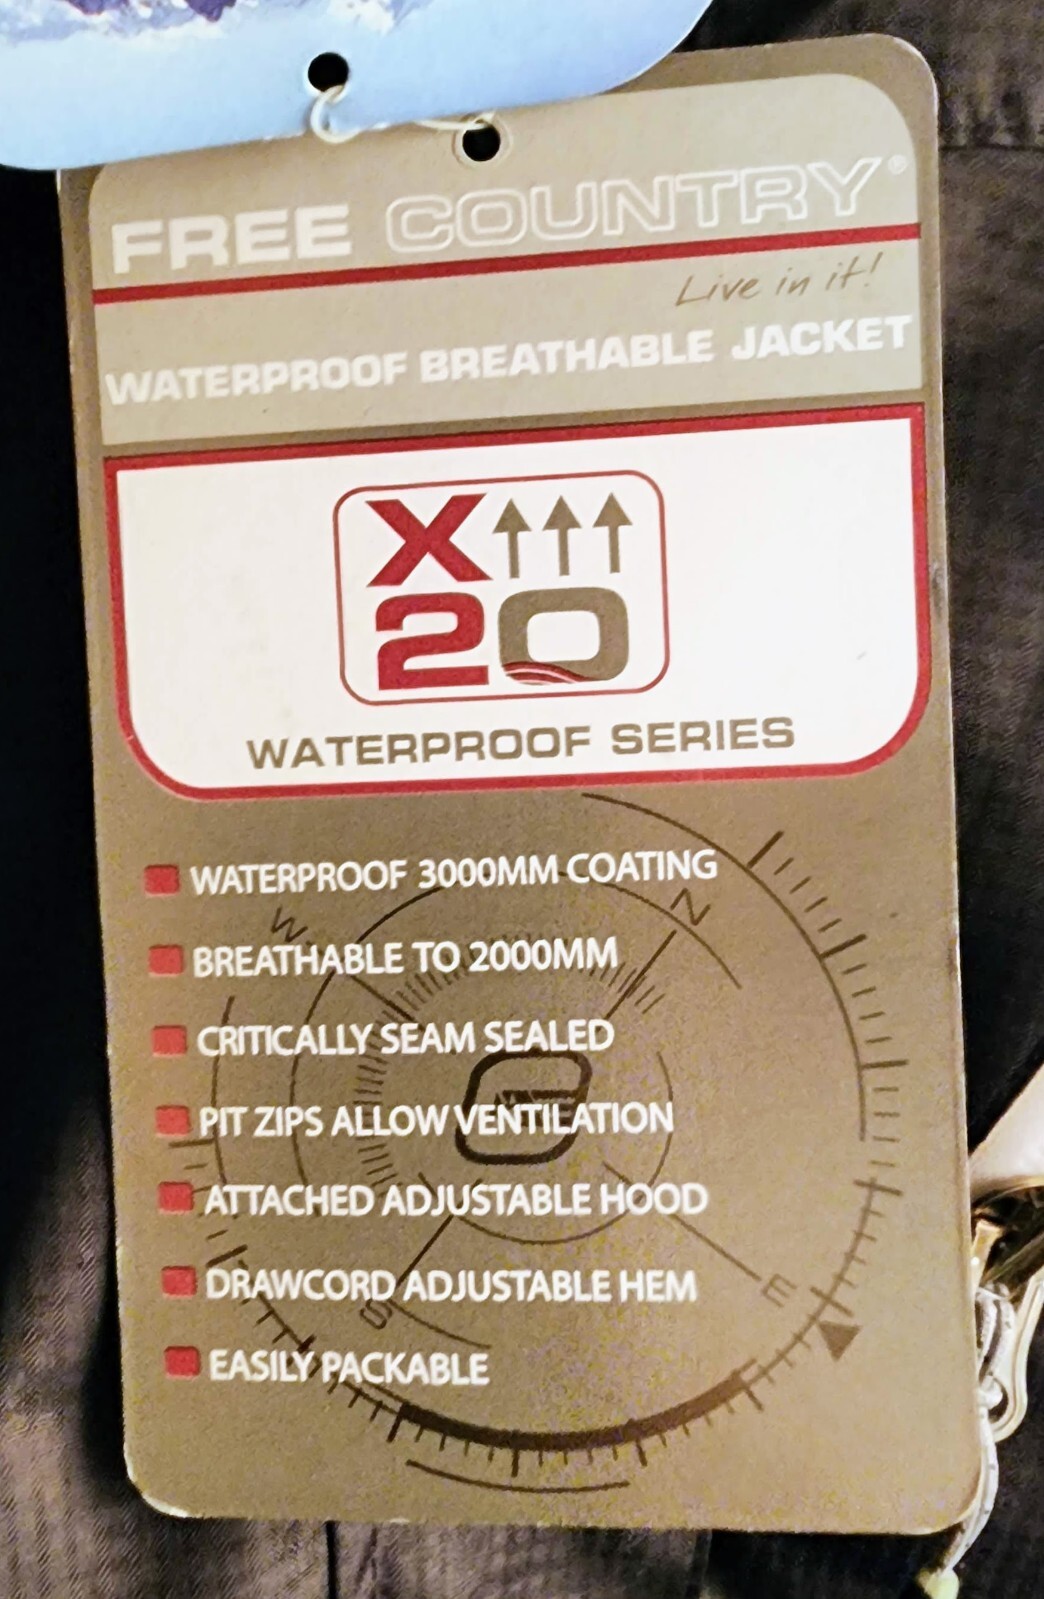 FREE COUNTRY®
Live in it!
WATERPROOF BREATHABLE JACKET
X↑↑↑
20
WATERPROOF SERIES
WATERPROOF 3000MM COATING
BREATHABLE TO 2000MM
CRITICALLY SEAM SEALED
PIT ZIPS ALLOW VENTILATION
ATTACHED ADJUSTABLE HOOD
DRAWCORD ADJUSTABLE HEM
EASILY PACKABLE
N
W
E
S